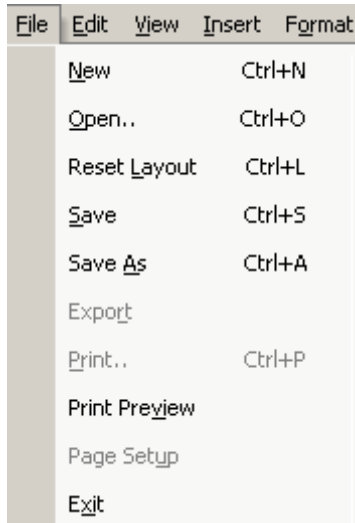 File Edit View Insert Format
New Ctrl+N
Open.. Ctrl+O
Reset Layout Ctrl+L
Save Ctrl+S
Save As Ctrl+A
Export
Print.. Ctrl+P
Print Preview
Page Setup
Exit